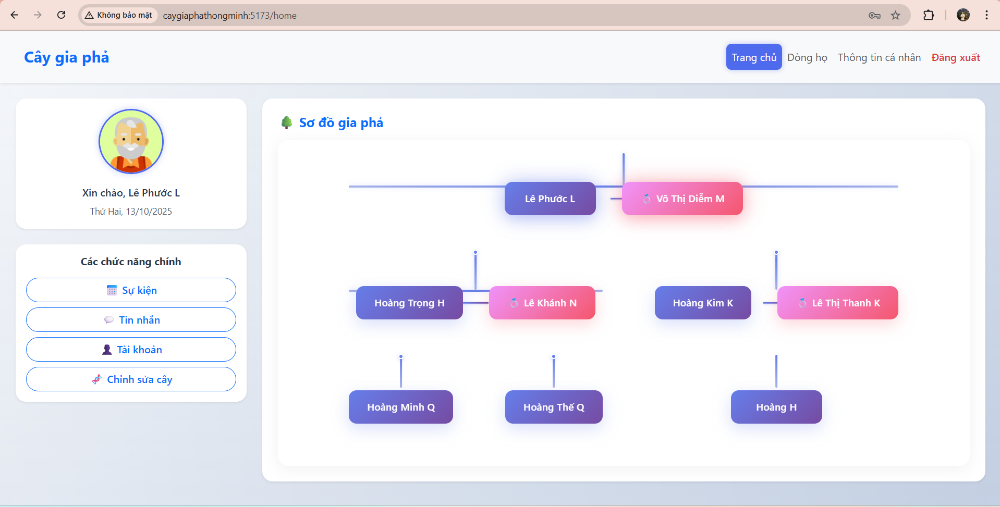 Không bảo mật
caygiaphathongminh:5173/home
Cây gia phả
Trang chủ
Dòng họ
Thông tin cá nhân
Đăng xuất
Xin chào, Lê Phước L
Thứ Hai, 13/10/2025
Các chức năng chính
Sự kiện
Tin nhắn
Tài khoản
Chỉnh sửa cây
Sơ đồ gia phả
Lê Phước L
Võ Thị Diễm M
Hoàng Trọng H
Lê Khánh N
Hoàng Kim K
Lê Thị Thanh K
Hoàng Minh Q
Hoàng Thế Q
Hoàng H